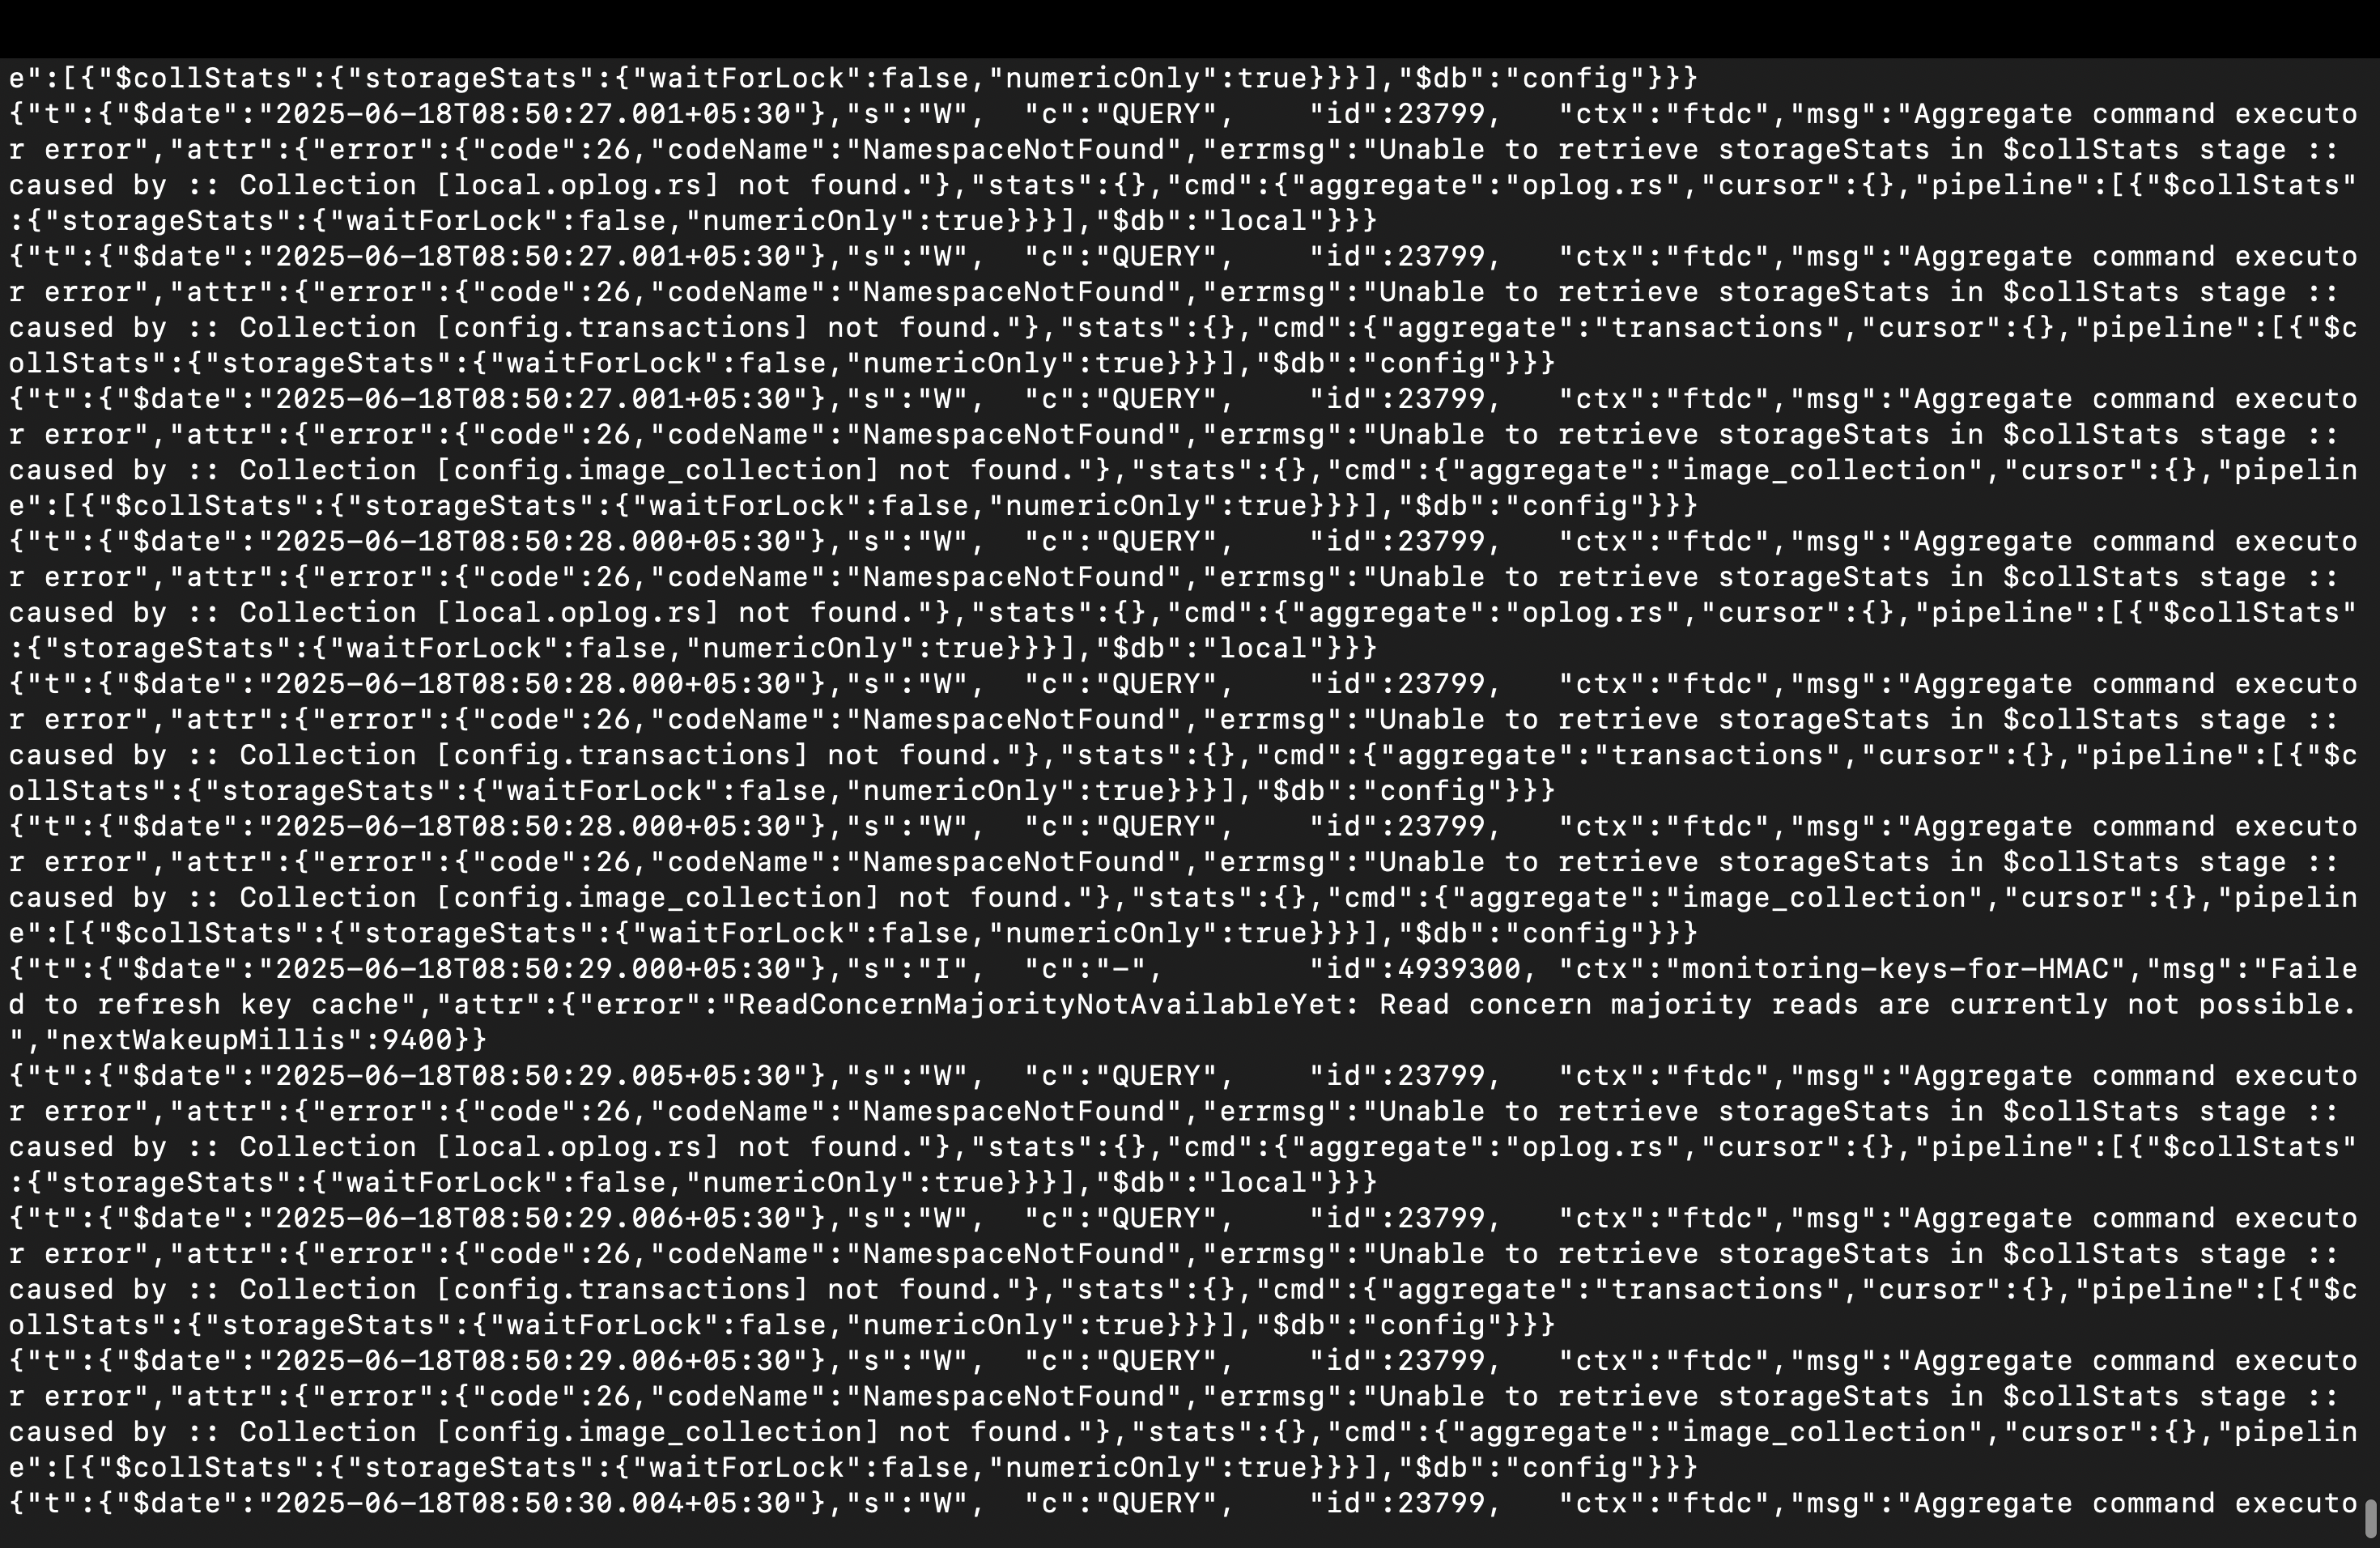 e":[{"$collStats":{"storageStats":{"waitForLock":false,"numericOnly":true}}}],"$db":"config"}}}
{"t":{"$date":"2025-06-18T08:50:27.001+05:30"},"s":"W",  "c":"QUERY",    "id":23799,   "ctx":"ftdc","msg":"Aggregate command executo
r error","attr":{"error":{"code":26,"codeName":"NamespaceNotFound","errmsg":"Unable to retrieve storageStats in $collStats stage ::
caused by :: Collection [local.oplog.rs] not found."},"stats":{},"cmd":{"aggregate":"oplog.rs","cursor":{},"pipeline":[{"$collStats"
:{"storageStats":{"waitForLock":false,"numericOnly":true}}}],"$db":"local"}}}
{"t":{"$date":"2025-06-18T08:50:27.001+05:30"},"s":"W",  "c":"QUERY",    "id":23799,   "ctx":"ftdc","msg":"Aggregate command executo
r error","attr":{"error":{"code":26,"codeName":"NamespaceNotFound","errmsg":"Unable to retrieve storageStats in $collStats stage ::
caused by :: Collection [config.transactions] not found."},"stats":{},"cmd":{"aggregate":"transactions","cursor":{},"pipeline":[{"$c
ollStats":{"storageStats":{"waitForLock":false,"numericOnly":true}}}],"$db":"config"}}}
{"t":{"$date":"2025-06-18T08:50:27.001+05:30"},"s":"W",  "c":"QUERY",    "id":23799,   "ctx":"ftdc","msg":"Aggregate command executo
r error","attr":{"error":{"code":26,"codeName":"NamespaceNotFound","errmsg":"Unable to retrieve storageStats in $collStats stage ::
caused by :: Collection [config.image_collection] not found."},"stats":{},"cmd":{"aggregate":"image_collection","cursor":{},"pipelin
e":[{"$collStats":{"storageStats":{"waitForLock":false,"numericOnly":true}}}],"$db":"config"}}}
{"t":{"$date":"2025-06-18T08:50:28.000+05:30"},"s":"W",  "c":"QUERY",    "id":23799,   "ctx":"ftdc","msg":"Aggregate command executo
r error","attr":{"error":{"code":26,"codeName":"NamespaceNotFound","errmsg":"Unable to retrieve storageStats in $collStats stage ::
caused by :: Collection [local.oplog.rs] not found."},"stats":{},"cmd":{"aggregate":"oplog.rs","cursor":{},"pipeline":[{"$collStats"
:{"storageStats":{"waitForLock":false,"numericOnly":true}}}],"$db":"local"}}}
{"t":{"$date":"2025-06-18T08:50:28.000+05:30"},"s":"W",  "c":"QUERY",    "id":23799,   "ctx":"ftdc","msg":"Aggregate command executo
r error","attr":{"error":{"code":26,"codeName":"NamespaceNotFound","errmsg":"Unable to retrieve storageStats in $collStats stage ::
caused by :: Collection [config.transactions] not found."},"stats":{},"cmd":{"aggregate":"transactions","cursor":{},"pipeline":[{"$c
ollStats":{"storageStats":{"waitForLock":false,"numericOnly":true}}}],"$db":"config"}}}
{"t":{"$date":"2025-06-18T08:50:28.000+05:30"},"s":"W",  "c":"QUERY",    "id":23799,   "ctx":"ftdc","msg":"Aggregate command executo
r error","attr":{"error":{"code":26,"codeName":"NamespaceNotFound","errmsg":"Unable to retrieve storageStats in $collStats stage ::
caused by :: Collection [config.image_collection] not found."},"stats":{},"cmd":{"aggregate":"image_collection","cursor":{},"pipelin
e":[{"$collStats":{"storageStats":{"waitForLock":false,"numericOnly":true}}}],"$db":"config"}}}
{"t":{"$date":"2025-06-18T08:50:29.000+05:30"},"s":"I",  "c":"-",        "id":4939300, "ctx":"monitoring-keys-for-HMAC","msg":"Faile
d to refresh key cache","attr":{"error":"ReadConcernMajorityNotAvailableYet: Read concern majority reads are currently not possible.
","nextWakeupMillis":9400}}
{"t":{"$date":"2025-06-18T08:50:29.005+05:30"},"s":"W",  "c":"QUERY",    "id":23799,   "ctx":"ftdc","msg":"Aggregate command executo
r error","attr":{"error":{"code":26,"codeName":"NamespaceNotFound","errmsg":"Unable to retrieve storageStats in $collStats stage ::
caused by :: Collection [local.oplog.rs] not found."},"stats":{},"cmd":{"aggregate":"oplog.rs","cursor":{},"pipeline":[{"$collStats"
:{"storageStats":{"waitForLock":false,"numericOnly":true}}}],"$db":"local"}}}
{"t":{"$date":"2025-06-18T08:50:29.006+05:30"},"s":"W",  "c":"QUERY",    "id":23799,   "ctx":"ftdc","msg":"Aggregate command executo
r error","attr":{"error":{"code":26,"codeName":"NamespaceNotFound","errmsg":"Unable to retrieve storageStats in $collStats stage ::
caused by :: Collection [config.transactions] not found."},"stats":{},"cmd":{"aggregate":"transactions","cursor":{},"pipeline":[{"$c
ollStats":{"storageStats":{"waitForLock":false,"numericOnly":true}}}],"$db":"config"}}}
{"t":{"$date":"2025-06-18T08:50:29.006+05:30"},"s":"W",  "c":"QUERY",    "id":23799,   "ctx":"ftdc","msg":"Aggregate command executo
r error","attr":{"error":{"code":26,"codeName":"NamespaceNotFound","errmsg":"Unable to retrieve storageStats in $collStats stage ::
caused by :: Collection [config.image_collection] not found."},"stats":{},"cmd":{"aggregate":"image_collection","cursor":{},"pipelin
e":[{"$collStats":{"storageStats":{"waitForLock":false,"numericOnly":true}}}],"$db":"config"}}}
{"t":{"$date":"2025-06-18T08:50:30.004+05:30"},"s":"W",  "c":"QUERY",    "id":23799,   "ctx":"ftdc","msg":"Aggregate command executo